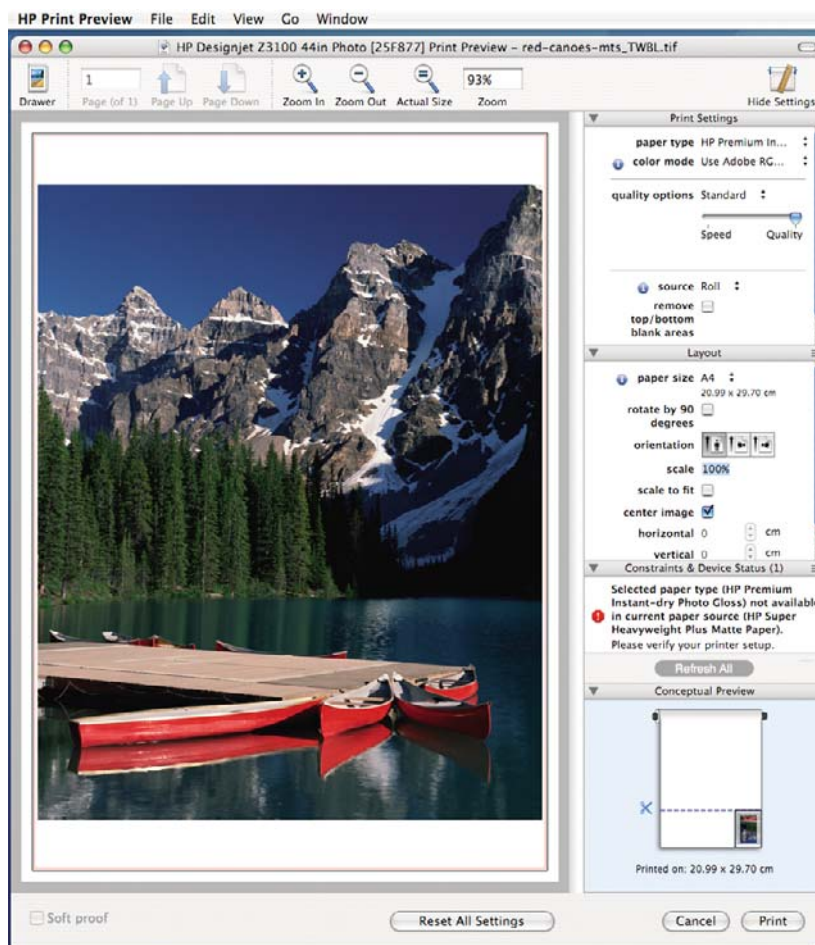 HP Print Preview File Edit View Go Window
HP Designjet Z3100 44in Photo [25F877] Print Preview – red-canoes-mts_TWBL.tif
1
93%
Drawer Page (of 1) Page Up Page Down Zoom In Zoom Out Actual Size Zoom Hide Settings
Print Settings
paper type HP Premium In...
color mode Use Adobe RG...
quality options Standard
Speed Quality
source Roll
remove
top/bottom
blank areas
Layout
paper size A4
20.99 x 29.70 cm
rotate by 90
degrees
orientation
scale 100%
scale to fit
center image
horizontal 0 cm
vertical 0 cm
Constraints & Device Status (1)
Selected paper type (HP Premium
Instant-dry Photo Gloss) not available
in current paper source (HP Super
Heavyweight Plus Matte Paper).
Please verify your printer setup.
Refresh All
Conceptual Preview
Printed on: 20.99 x 29.70 cm
Soft proof Reset All Settings Cancel Print